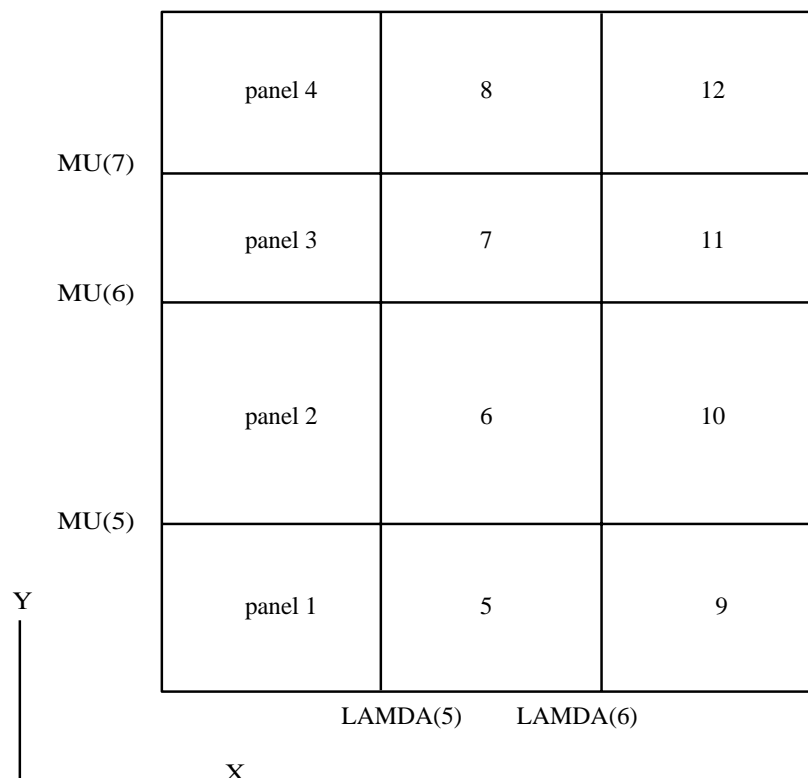 panel 4 8 12
MU(7)
panel 3 7 11
MU(6)
panel 2 6 10
MU(5)
Y
panel 1 5 9
LAMDA(5) LAMDA(6)
X